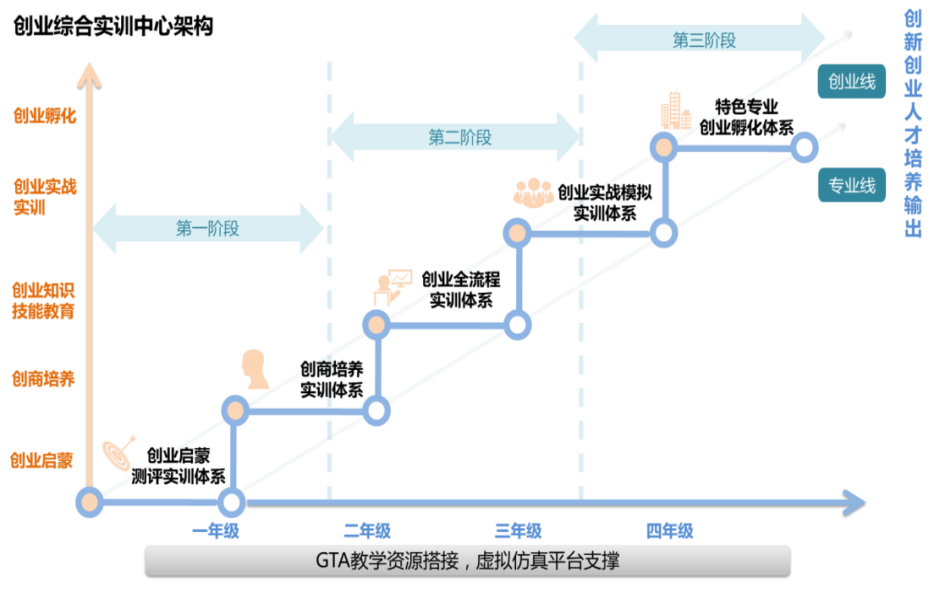 创业综合实训中心架构
第三阶段
创新创业人才培养输出
创业线
创业孵化
特色专业
创业孵化体系
第二阶段
专业线
创业实战
实训
创业实战模拟
实训体系
第一阶段
创业知识
技能教育
创业全流程
实训体系
创商培养
创商培养
实训体系
创业启蒙
创业启蒙
测评实训体系
一年级
二年级
三年级
四年级
GTA教学资源搭接，虚拟仿真平台支撑